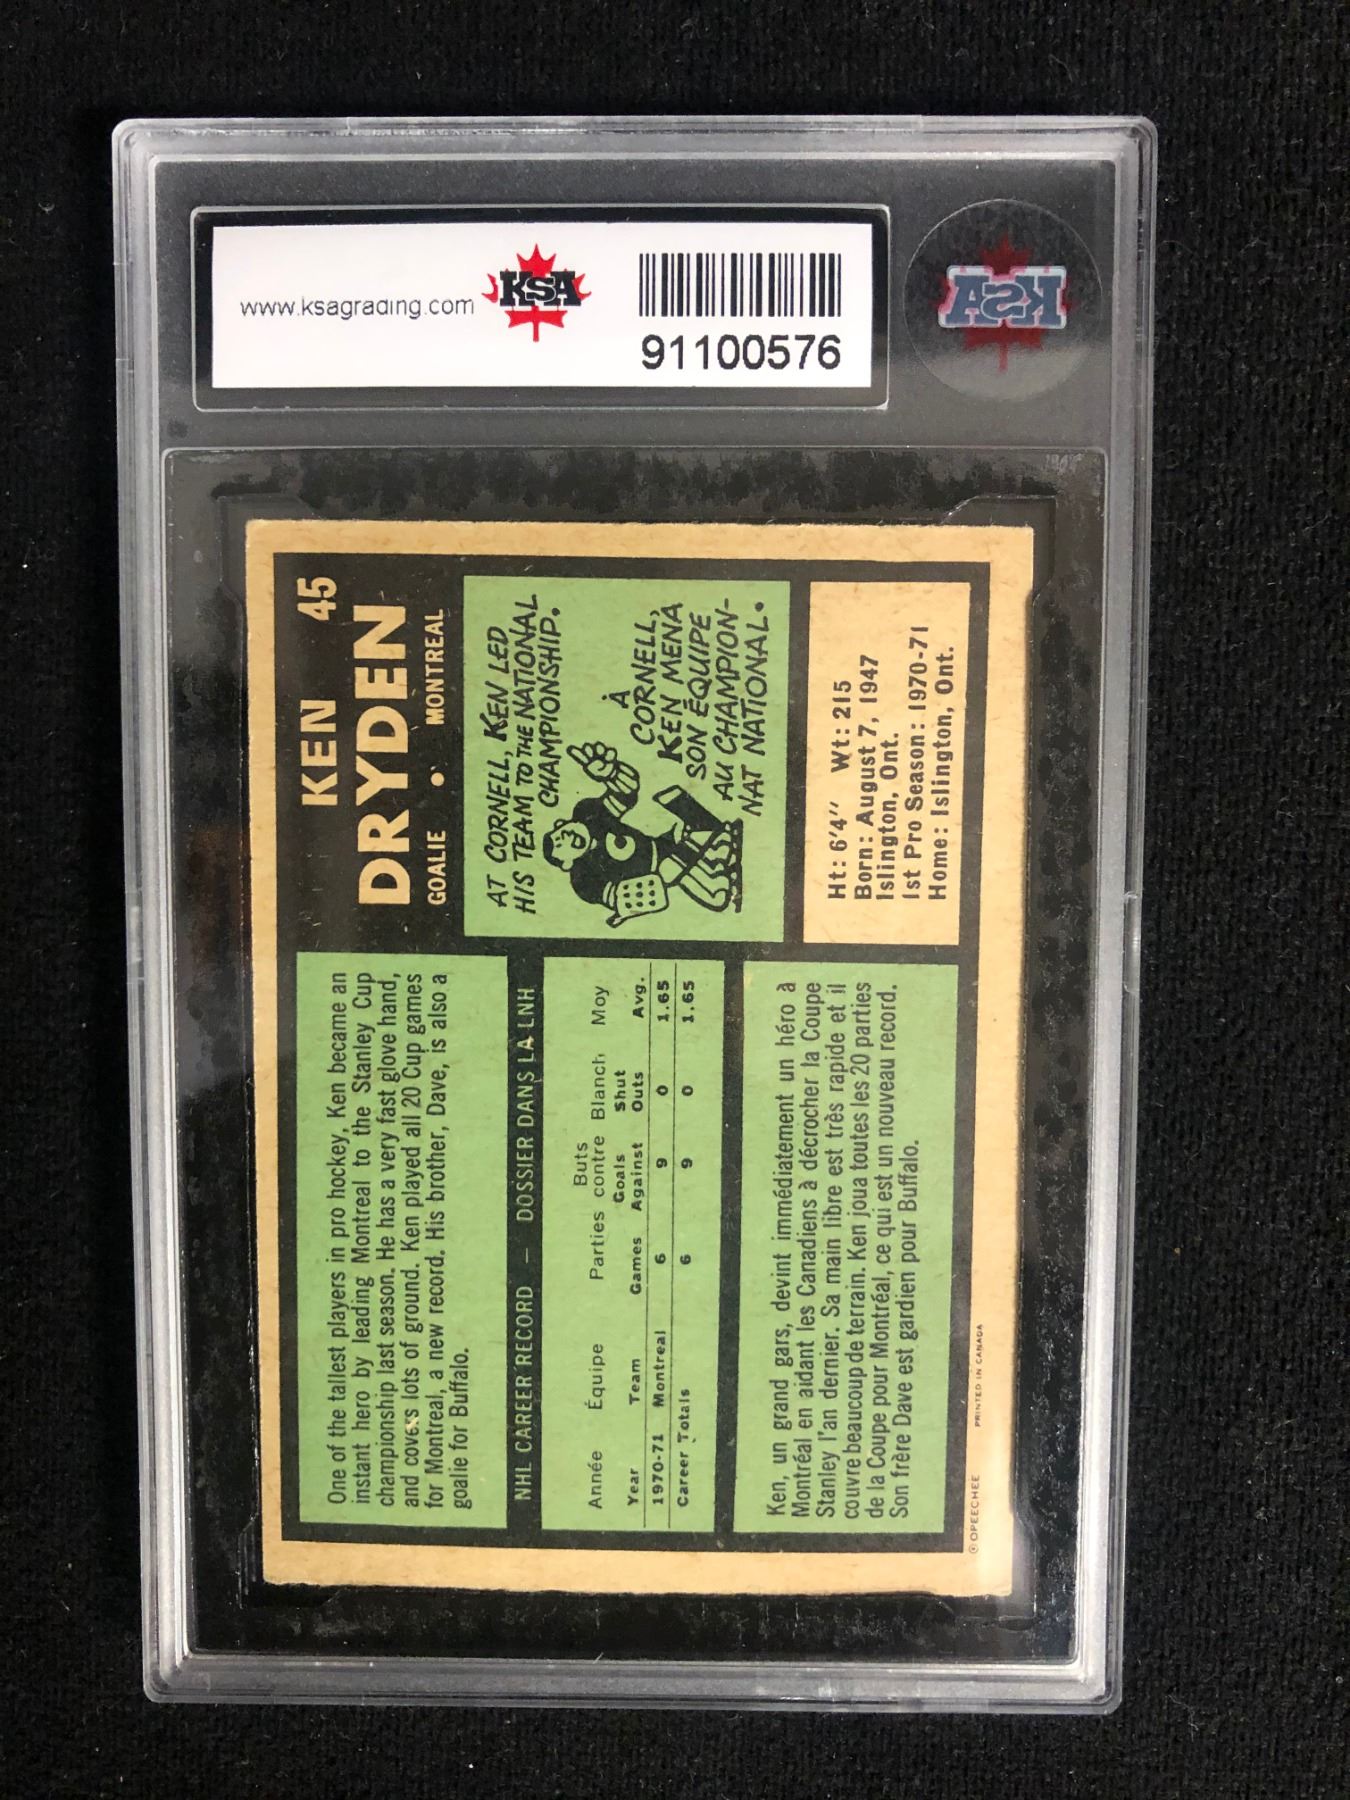 www.ksagrading.com
KSA
91100576
KSA
KEN 45
DRYDEN
GOALIE • MONTREAL
One of the tallest players in pro hockey, Ken became an
instant hero by leading Montreal to the Stanley Cup
championship last season. He has a very fast glove hand,
and covers lots of ground. Ken played all 20 Cup games
for Montreal, a new record. His brother, Dave, is also a
goalie for Buffalo.
AT CORNELL, KEN LED
HIS TEAM TO THE NATIONAL
CHAMPIONSHIP.
À
CORNELL,
KEN MENA
SON ÉQUIPE
AU CHAMPION-
NAT NATIONAL.
C
NHL CAREER RECORD — DOSSIER DANS LA LNH
Buts
Année Équipe Parties contre Blanch Moy
Goals Shut
Year Team Games Against Outs Avg.
1970-71 Montreal 6 9 0 1.65
Career Totals 6 9 0 1.65
Ken, un grand gars, devint immédiatement un héro à
Montréal en aidant les Canadiens à décrocher la Coupe
Stanley l'an dernier. Sa main libre est très rapide et il
couvre beaucoup de terrain. Ken joua toutes les 20 parties
de la Coupe pour Montréal, ce qui est un nouveau record.
Son frère Dave est gardien pour Buffalo.
Ht: 6'4" Wt: 215
Born: August 7, 1947
Islington, Ont.
1st Pro Season: 1970-71
Home: Islington, Ont.
© OPEECHEE PRINTED IN CANADA